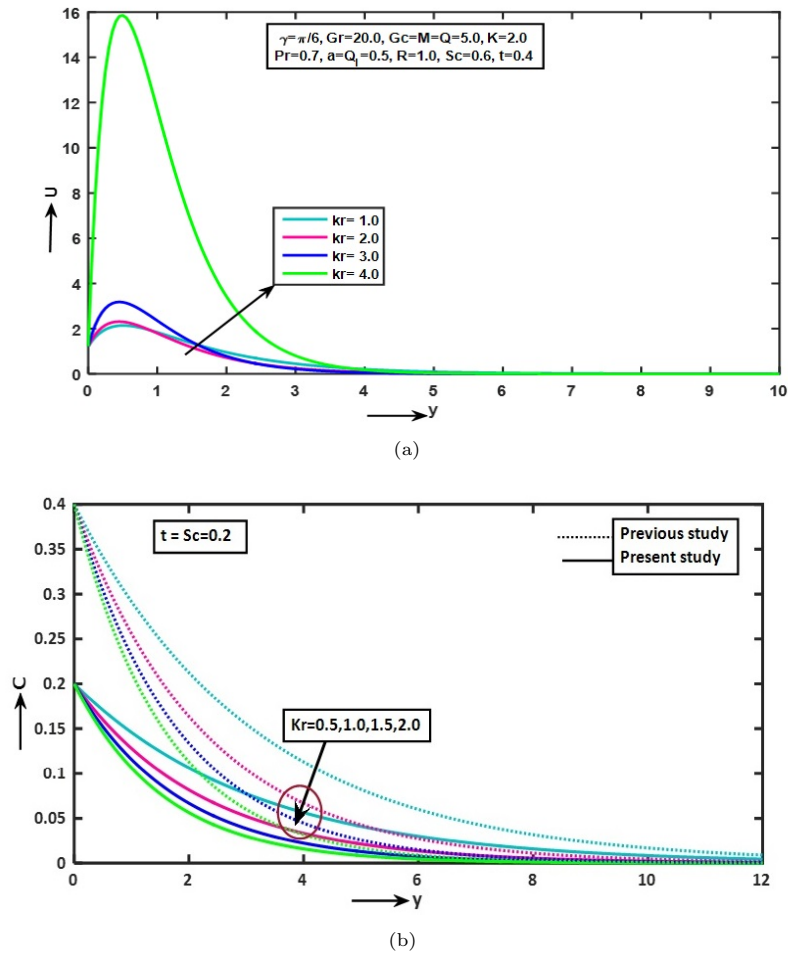 16
14
12
10
8
6
4
2
0
U
γ=π/6, Gr=20.0, Gc=M=Q=5.0, K=2.0
Pr=0.7, a=Q_l=0.5, R=1.0, Sc=0.6, t=0.4
kr= 1.0
kr= 2.0
kr= 3.0
kr= 4.0
0 1 2 3 4 5 6 7 8 9 10
y
(a)
0.4
0.35
0.3
0.25
0.2
0.15
0.1
0.05
0
C
t = Sc=0.2
Previous study
Present study
Kr=0.5,1.0,1.5,2.0
0 2 4 6 8 10 12
y
(b)